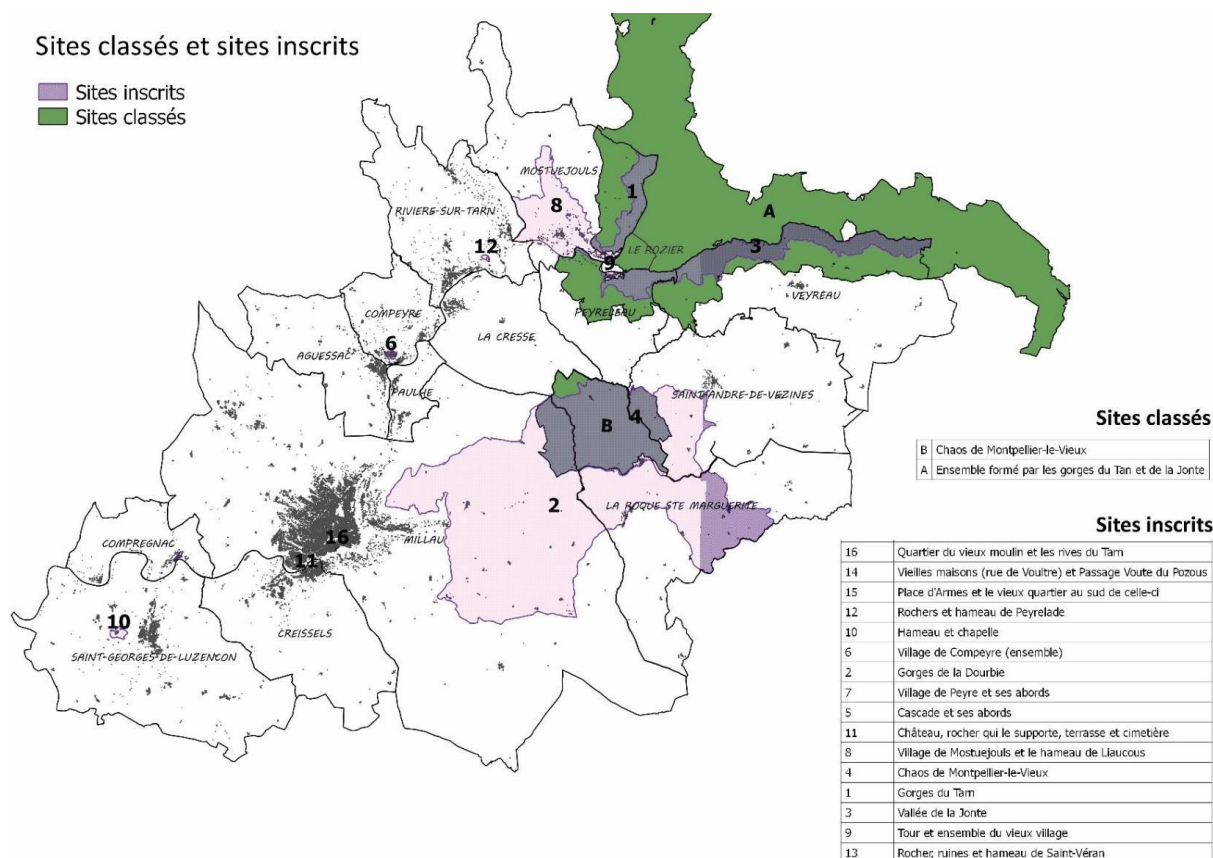 Sites classés et sites inscrits
Sites inscrits
Sites classés
MOSTUEJOULS
1
8
A
RIVIERE-SUR-TARN
12
LE ROZIER
3
9
VEYREAU
PEYRELEAU
COMPEYRE
LA CRESSE
6
AGUESSAC
PAULHE
SAINT-ANDRE-DE-VEZINES
4
B
2
LA ROQUE STE MARGUERITE
16
MILLAU
COMPREGNAC
11
10
CREISSELS
SAINT-GEORGES-DE-LUZENCON
Sites classés
B Chaos de Montpellier-le-Vieux
A Ensemble formé par les gorges du Tan et de la Jonte
Sites inscrits
16 Quartier du vieux moulin et les rives du Tarn
14 Vieilles maisons (rue de Voultre) et Passage Voute du Pozous
15 Place d'Armes et le vieux quartier au sud de celle-ci
12 Rochers et hameau de Peyrelade
10 Hameau et chapelle
6 Village de Compeyre (ensemble)
2 Gorges de la Dourbie
7 Village de Peyre et ses abords
5 Cascade et ses abords
11 Château, rocher qui le supporte, terrasse et cimetière
8 Village de Mostuejouls et le hameau de Liaucous
4 Chaos de Montpellier-le-Vieux
1 Gorges du Tarn
3 Vallée de la Jonte
9 Tour et ensemble du vieux village
13 Rocher, ruines et hameau de Saint-Véran